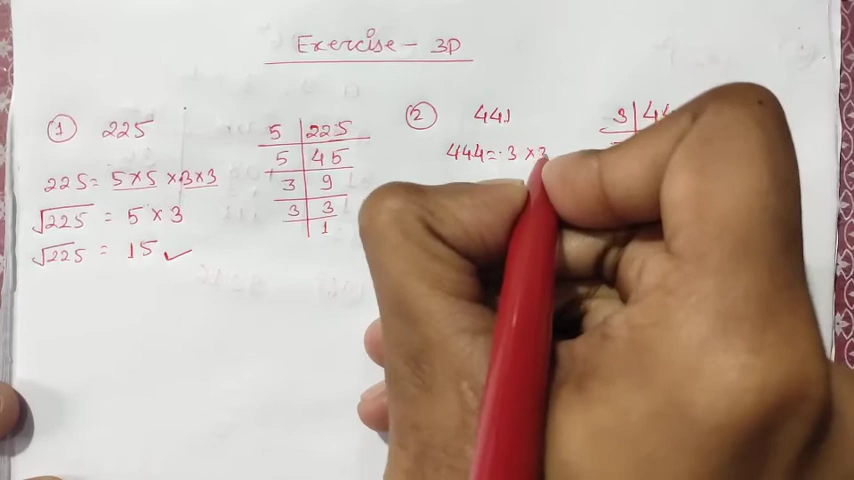 Exercise - 3D
① 225
225 = 5×5×3×3
√225 = 5×3
√225 = 15 ✓
5 | 225
5 | 45
3 | 9
3 | 3
1
② 441
444 = 3×3
3 | 44